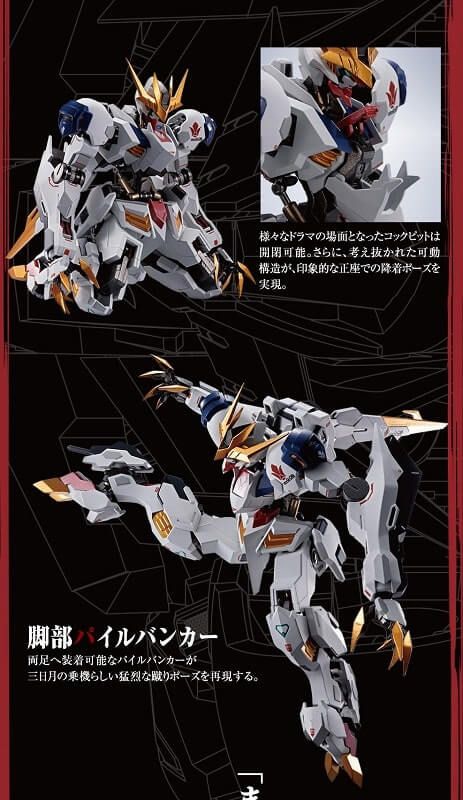 様々なドラマの場面となったコックピットは
開閉可能。さらに、考え抜かれた可動
構造が、印象的な正座での降着ポーズを
実現。
脚部パイルバンカー
両足へ装着可能なパイルバンカーが
三日月の乗機らしい猛烈な蹴りポーズを再現する。